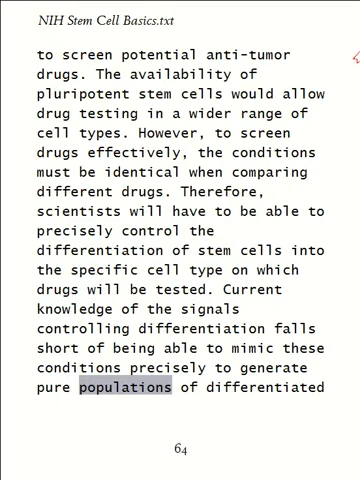 NIH Stem Cell Basics.txt
to screen potential anti-tumor
drugs. The availability of
pluripotent stem cells would allow
drug testing in a wider range of
cell types. However, to screen
drugs effectively, the conditions
must be identical when comparing
different drugs. Therefore,
scientists will have to be able to
precisely control the
differentiation of stem cells into
the specific cell type on which
drugs will be tested. Current
knowledge of the signals
controlling differentiation falls
short of being able to mimic these
conditions precisely to generate
pure populations of differentiated
64